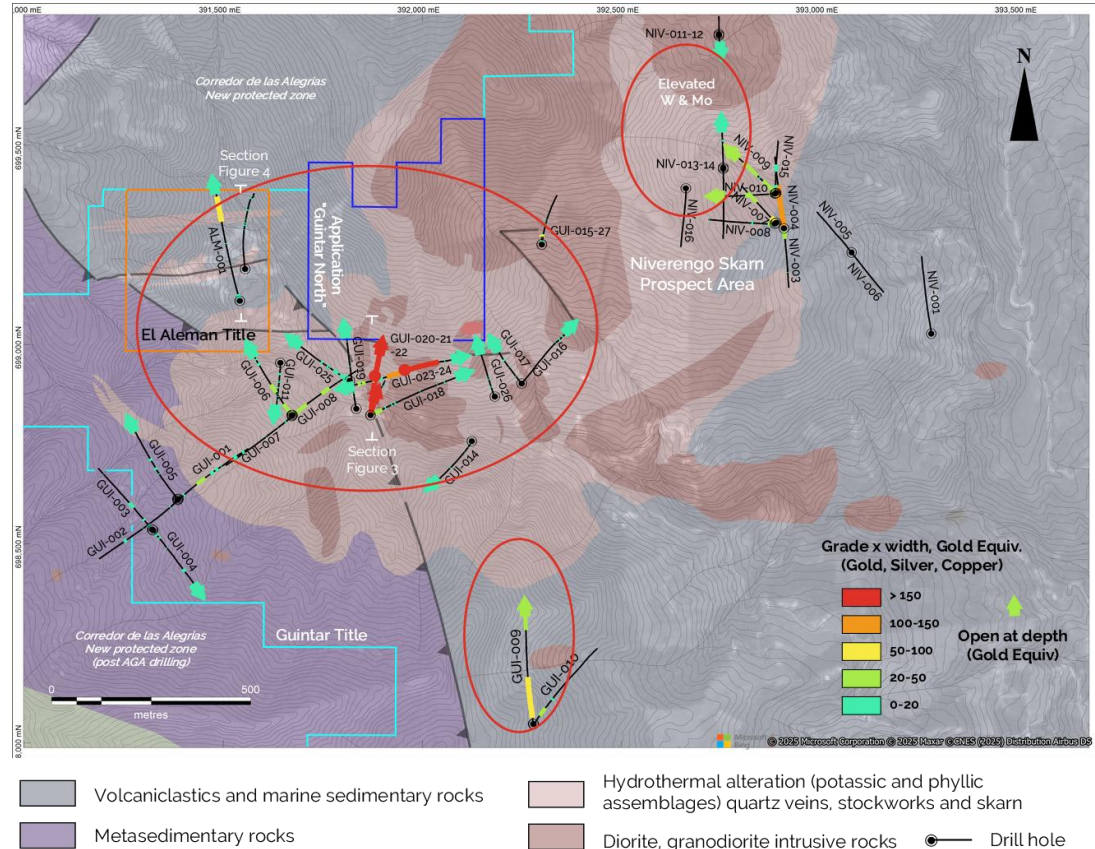 ,000 mE
391,500 mE
392,000 mE
392,500 mE
393,000 mE
393,500 mE
699,500 mN
699,000 mN
698,500 mN
8,000 mN
Corredor de las Alegrías
New protected zone
Section
Figure 4
ALM-001
Application
"Guintar North"
El Aleman Title
NIV-011-12
Elevated
W & Mo
N
NIV-009
NIV-015
NIV-013-14
NIV-010
NIV-016
NIV-007
NIV-004
NIV-008
NIV-003
NIV-005
NIV-006
NIV-001
Niverengo Skarn
Prospect Area
GUI-015-27
GUI-020-21
-22
GUI-019
GUI-017
GUI-016
GUI-025
GUI-023-24
GUI-006
GUI-008
GUI-018
GUI-026
GUI-001
GUI-007
GUI-005
GUI-014
Section
Figure 3
GUI-003
GUI-002
GUI-004
GUI-009
GUI-010
Corredor de las Alegrías
New protected zone
(post AGA drilling)
Guintar Title
0
500
metres
Grade x width, Gold Equiv.
(Gold, Silver, Copper)
> 150
100-150
50-100
20-50
0-20
Open at depth
(Gold Equiv)
Microsoft
Bing
© 2025 Microsoft Corporation © 2025 Maxar ©CNES (2025) Distribution Airbus DS
Volcaniclastics and marine sedimentary rocks
Metasedimentary rocks
Hydrothermal alteration (potassic and phyllic
assemblages) quartz veins, stockworks and skarn
Diorite, granodiorite intrusive rocks
Drill hole